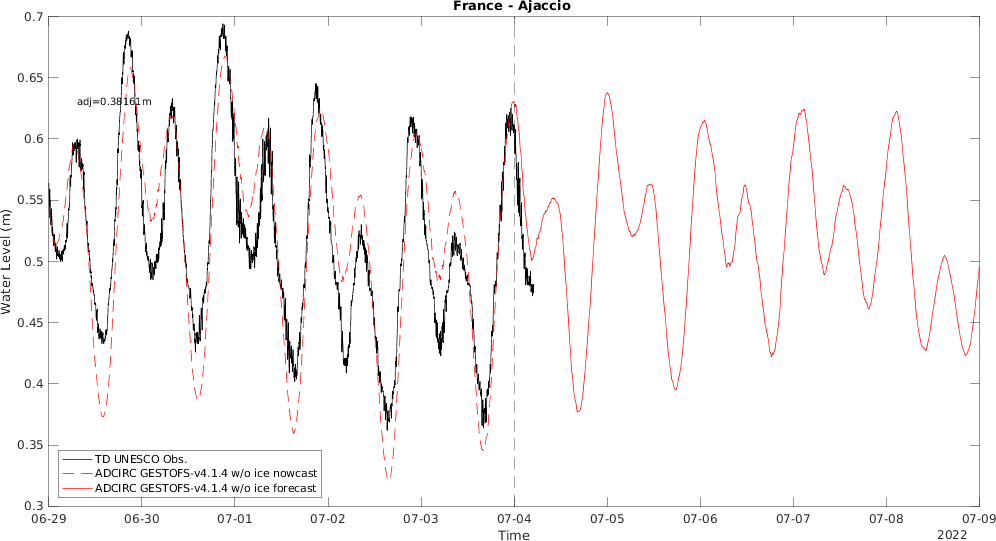 France - Ajaccio
0.7
0.65
adj=0.38161m
0.6
0.55
0.5
0.45
0.4
0.35
0.3
Water Level (m)
TD UNESCO Obs.
ADCIRC GESTOFS-v4.1.4 w/o ice nowcast
ADCIRC GESTOFS-v4.1.4 w/o ice forecast
06-29 06-30 07-01 07-02 07-03 07-04 07-05 07-06 07-07 07-08 07-09
Time
2022